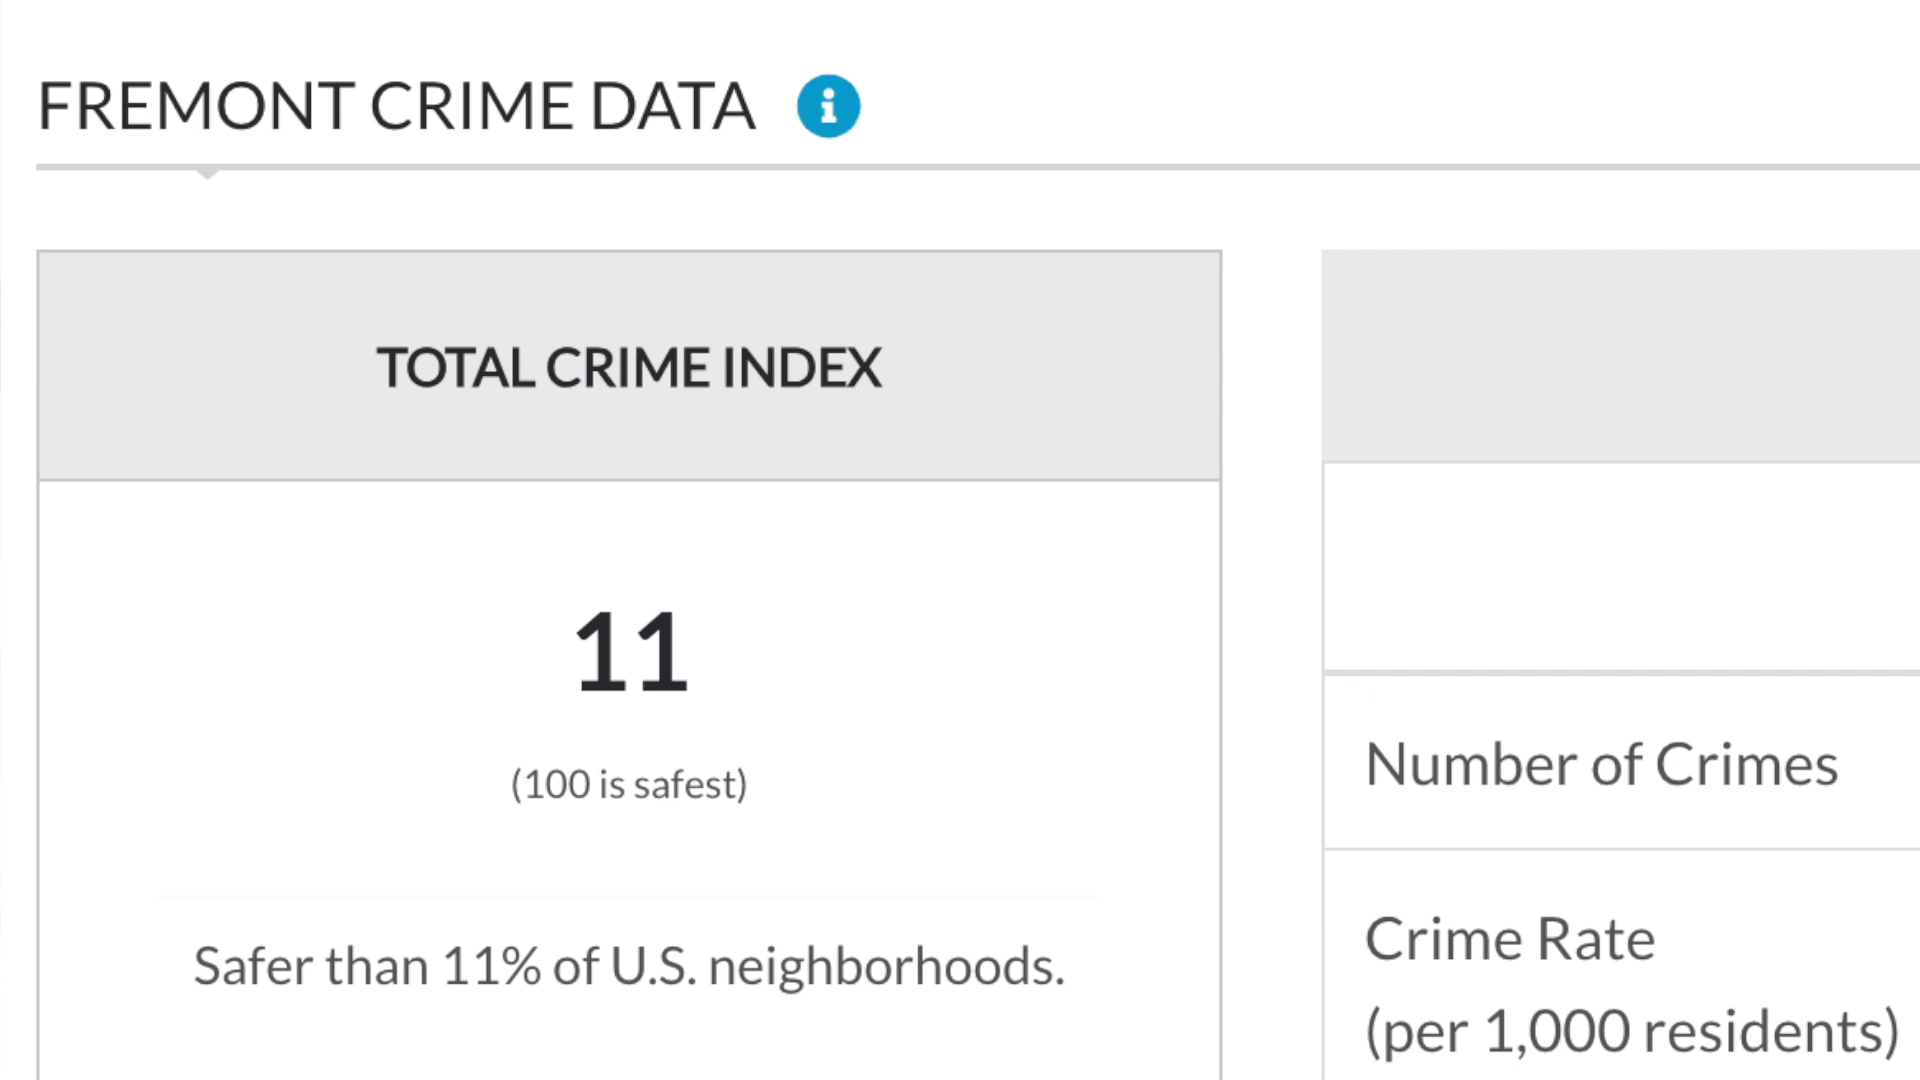 FREMONT CRIME DATA
TOTAL CRIME INDEX
11
(100 is safest)
Safer than 11% of U.S. neighborhoods.
Number of Crimes
Crime Rate
(per 1,000 residents)